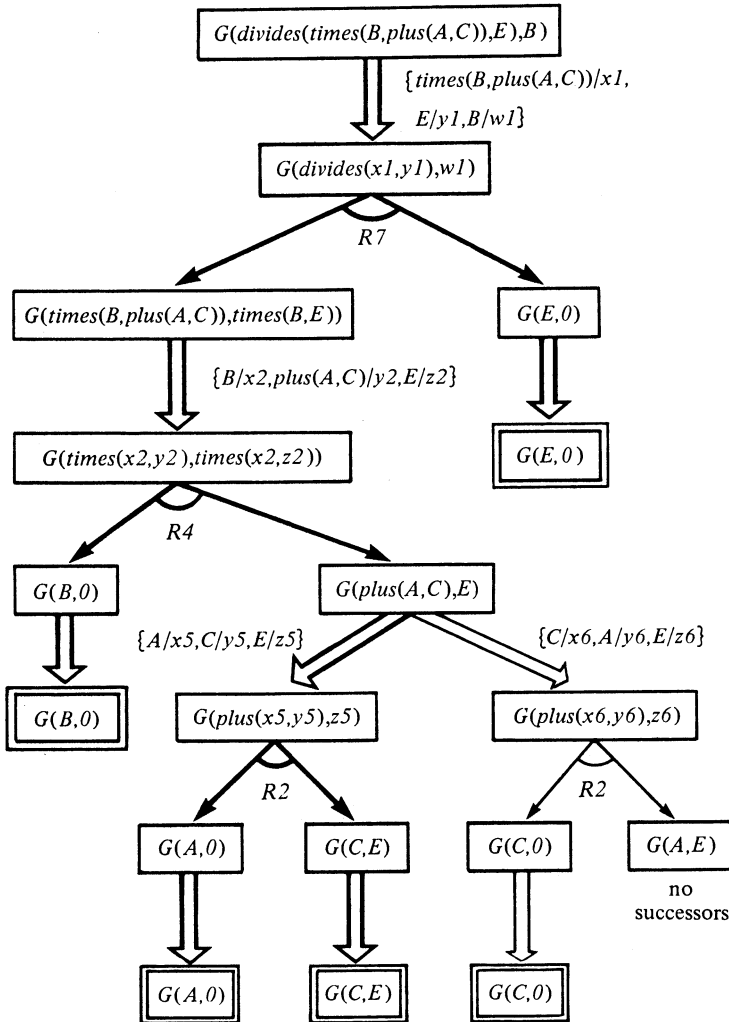 G(divides(times(B,plus(A,C)),E),B)
{times(B,plus(A,C))/x1,
E/y1,B/w1}
G(divides(x1,y1),w1)
R7
G(times(B,plus(A,C)),times(B,E))
G(E,0)
{B/x2,plus(A,C)/y2,E/z2}
G(times(x2,y2),times(x2,z2))
G(E,0)
R4
G(B,0)
G(plus(A,C),E)
{A/x5,C/y5,E/z5}
{C/x6,A/y6,E/z6}
G(B,0)
G(plus(x5,y5),z5)
G(plus(x6,y6),z6)
R2
R2
G(A,0)
G(C,E)
G(C,0)
G(A,E)
no
successors
G(A,0)
G(C,E)
G(C,0)